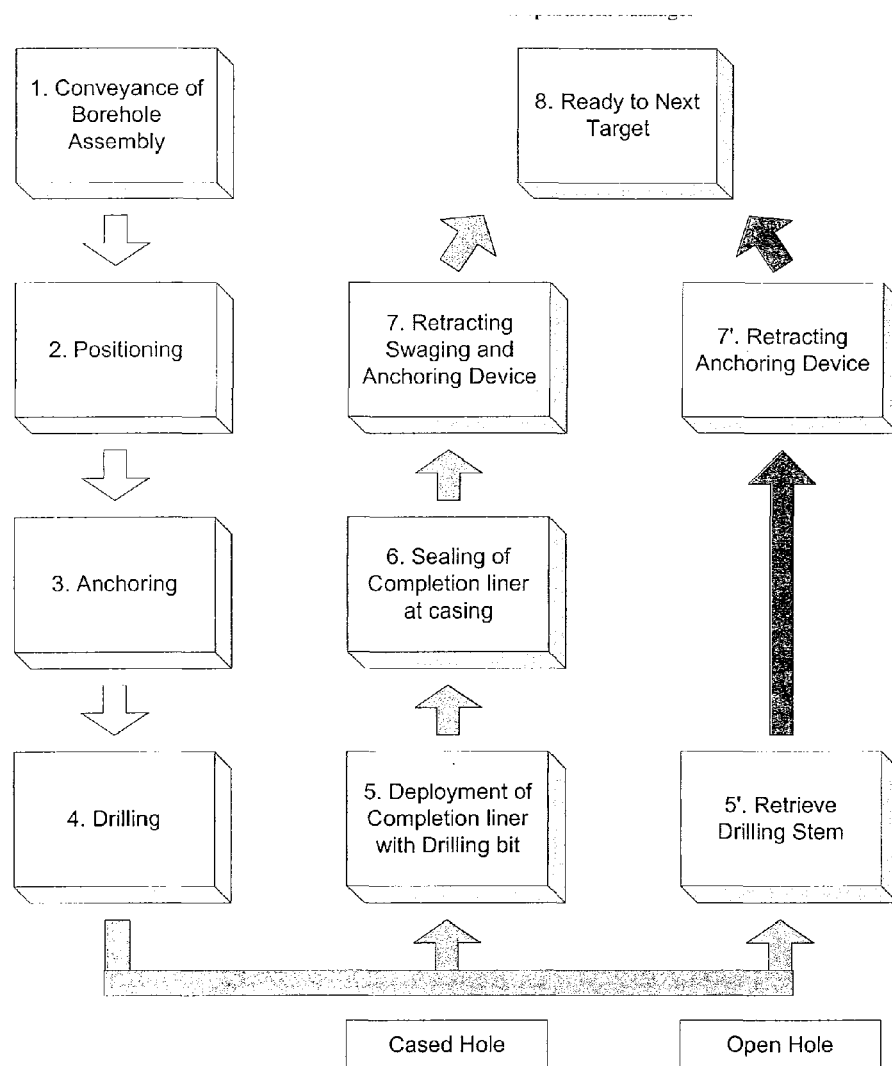 1. Conveyance of
Borehole
Assembly
2. Positioning
3. Anchoring
4. Drilling
5. Deployment of
Completion liner
with Drilling bit
6. Sealing of
Completion liner
at casing
7. Retracting
Swaging and
Anchoring Device
5'. Retrieve
Drilling Stem
7'. Retracting
Anchoring Device
8. Ready to Next
Target
Cased Hole
Open Hole